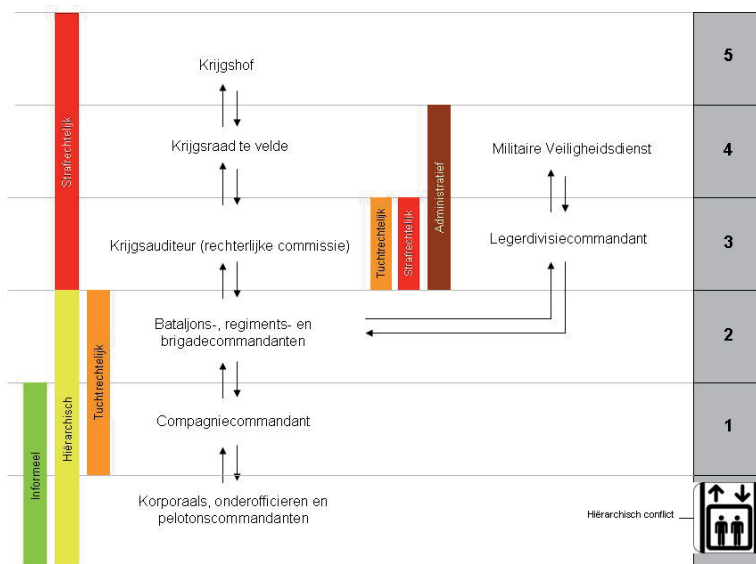 5
Krijgshof
Strafrechtelijk
Krijgsraad te velde
Militaire Veiligheidsdienst
4
Administratief
Tuchtrechtelijk
Strafrechtelijk
Krijgsauditeur (rechterlijke commissie)
Legerdivisiecommandant
3
Bataljons-, regiments- en
brigadecommandanten
2
Tuchtrechtelijk
Hiërarchisch
Compagniecommandant
1
Informeel
Korporaals, onderofficieren en
pelotonscommandanten
Hiërarchisch conflict